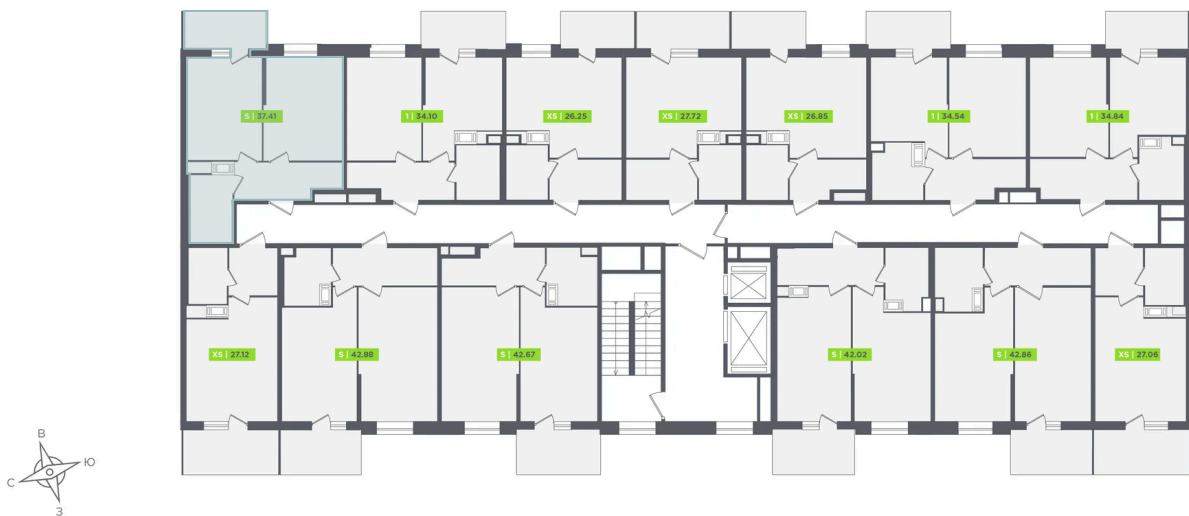 S | 37.41
1 | 34.10
XS | 26.25
XS | 27.72
XS | 26.85
1 | 34.54
1 | 34.84
XS | 27.12
S | 42.88
S | 42.67
S | 42.02
S | 42.86
XS | 27.06
В
Ю
С
З